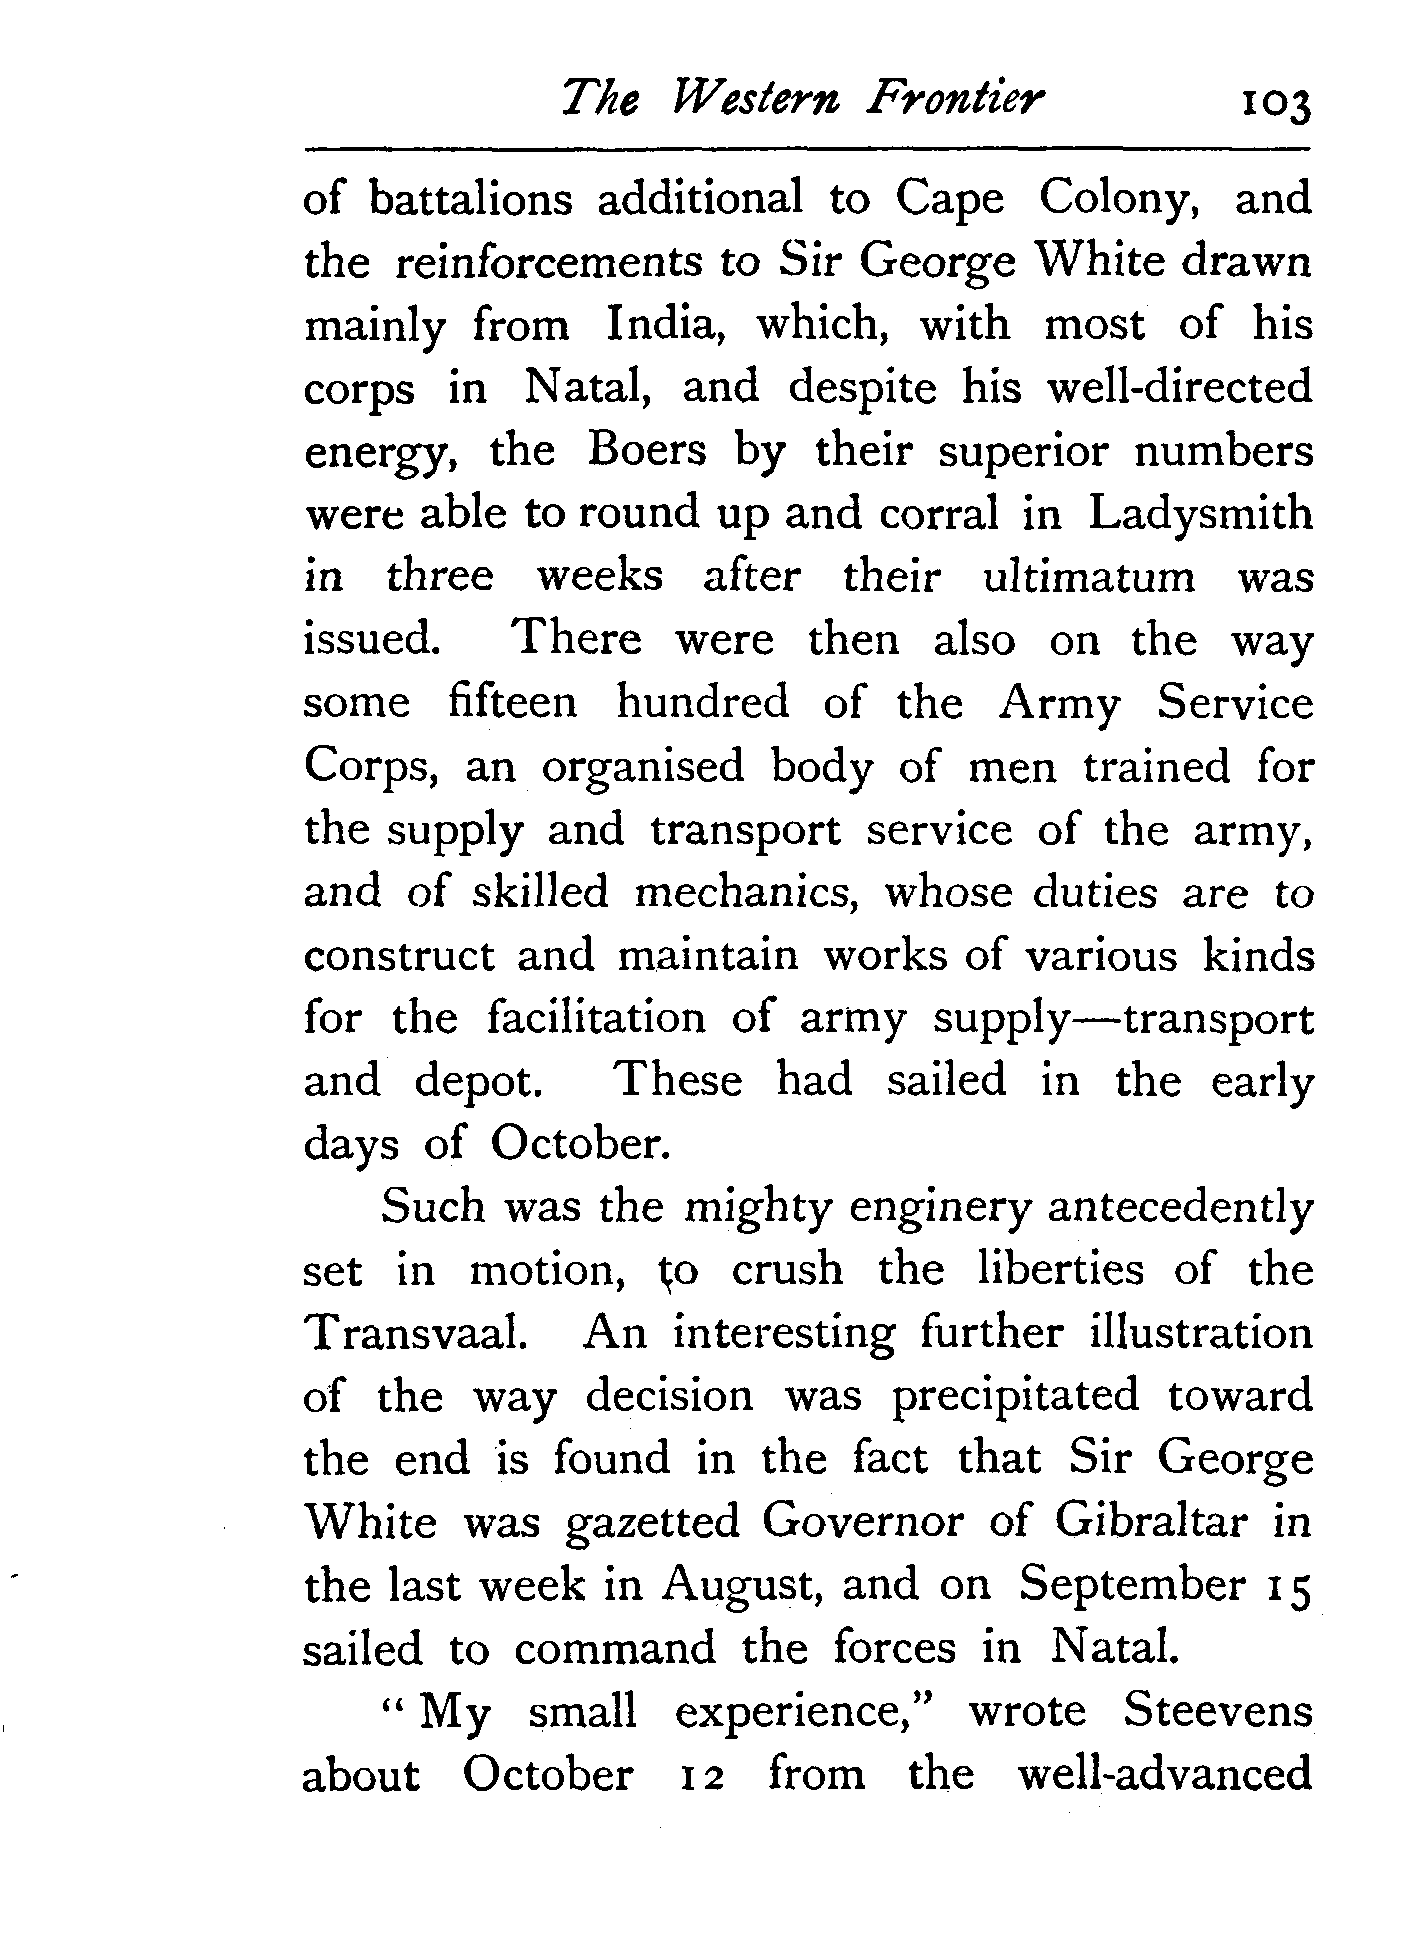 The Western Frontier 103
of battalions additional to Cape Colony, and
the reinforcements to Sir George White drawn
mainly from India, which, with most of his
corps in Natal, and despite his well-directed
energy, the Boers by their superior numbers
were able to round up and corral in Ladysmith
in three weeks after their ultimatum was
issued. There were then also on the way
some fifteen hundred of the Army Service
Corps, an organised body of men trained for
the supply and transport service of the army,
and of skilled mechanics, whose duties are to
construct and maintain works of various kinds
for the facilitation of army supply—transport
and depot. These had sailed in the early
days of October.
Such was the mighty enginery antecedently
set in motion, to crush the liberties of the
Transvaal. An interesting further illustration
of the way decision was precipitated toward
the end is found in the fact that Sir George
White was gazetted Governor of Gibraltar in
the last week in August, and on September 15
sailed to command the forces in Natal.
“ My small experience,” wrote Steevens
about October 12 from the well-advanced